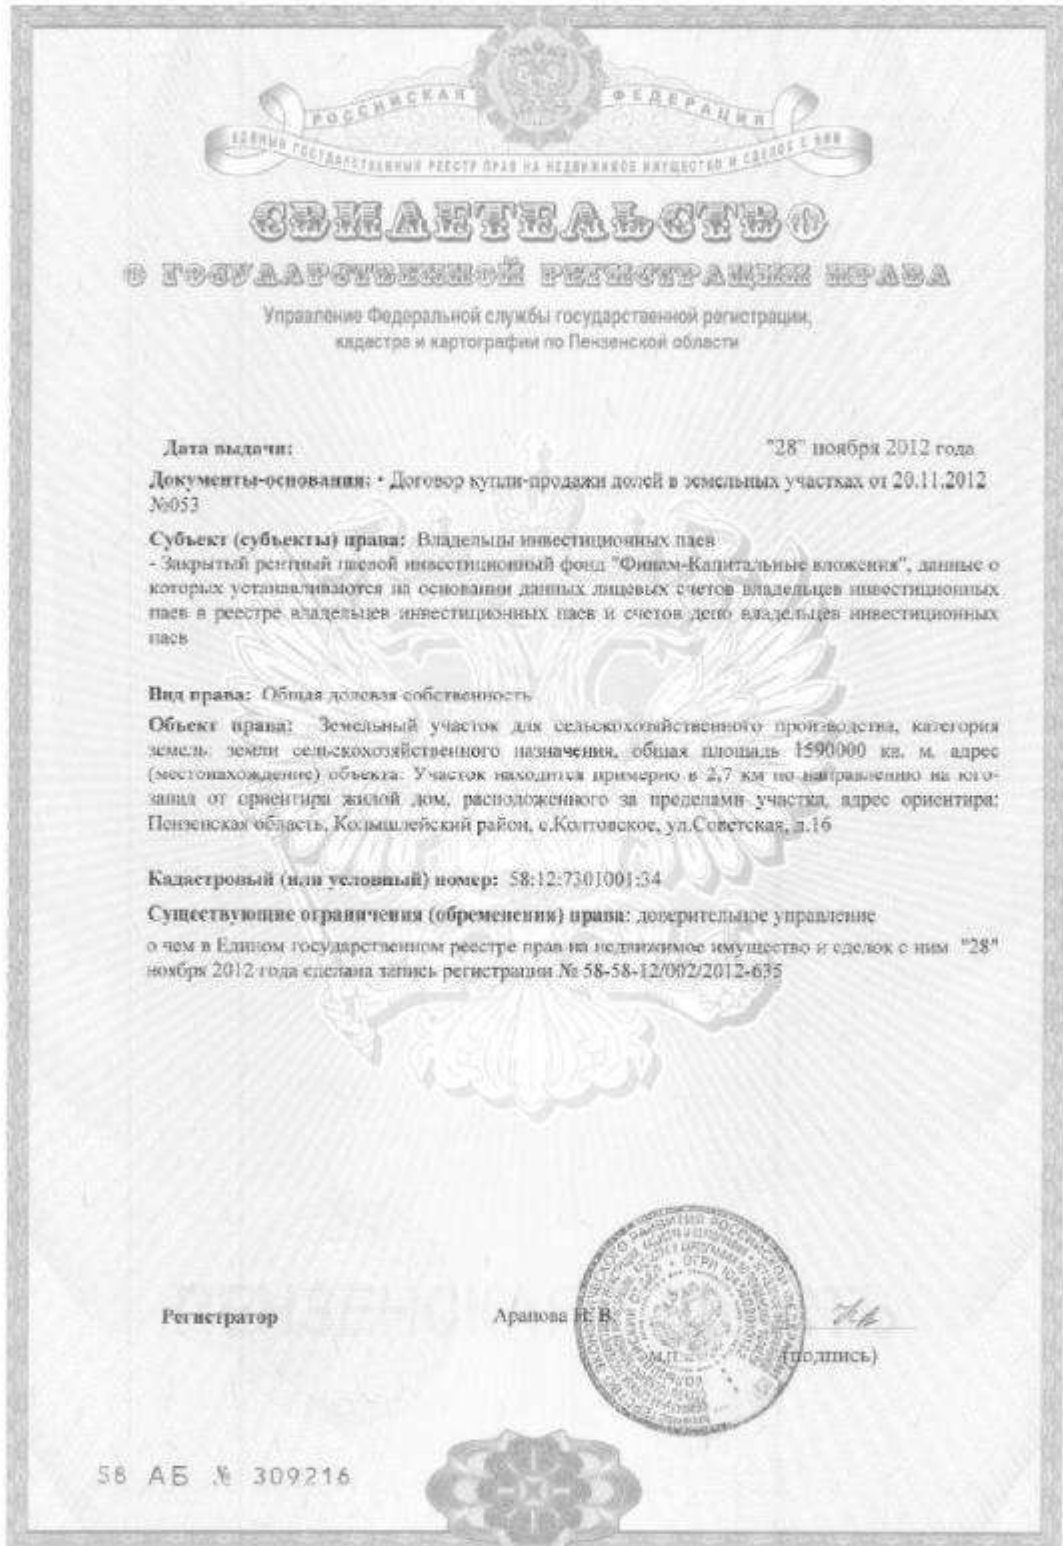 РОССИЙСКАЯ ФЕДЕРАЦИЯ
ЕДИНЫЙ ГОСУДАРСТВЕННЫЙ РЕЕСТР ПРАВ НА НЕДВИЖИМОЕ ИМУЩЕСТВО И СДЕЛОК С НИМ
СВИДЕТЕЛЬСТВО
О ГОСУДАРСТВЕННОЙ РЕГИСТРАЦИИ ПРАВА
Управление Федеральной службы государственной регистрации,
кадастра и картографии по Пензенской области
Дата выдачи: "28" ноября 2012 года
Документы-основания: • Договор купли-продажи долей в земельных участках от 20.11.2012
№053
Субъект (субъекты) права: Владельцы инвестиционных паев
- Закрытый рентный паевой инвестиционный фонд "Финам-Капитальные вложения", данные о
которых устанавливаются на основании данных лицевых счетов владельцев инвестиционных
паев в реестре владельцев инвестиционных паев и счетов депо владельцев инвестиционных
паев
Вид права: Общая долевая собственность
Объект права: Земельный участок для сельскохозяйственного производства, категория
земель: земли сельскохозяйственного назначения, общая площадь 1590000 кв. м, адрес
(местонахождение) объекта: Участок находится примерно в 2,7 км по направлению на юго-
запад от ориентира жилой дом, расположенного за пределами участка, адрес ориентира:
Пензенская область, Колышлейский район, с.Колтовское, ул.Советская, д.16
Кадастровый (или условный) номер: 58:12:7301001:34
Существующие ограничения (обременения) права: доверительное управление
о чем в Едином государственном реестре прав на недвижимое имущество и сделок с ним "28"
ноября 2012 года сделана запись регистрации № 58-58-12/002/2012-635
Регистратор Арапова Н. В.
М.П. (подпись)
58 АБ № 309216